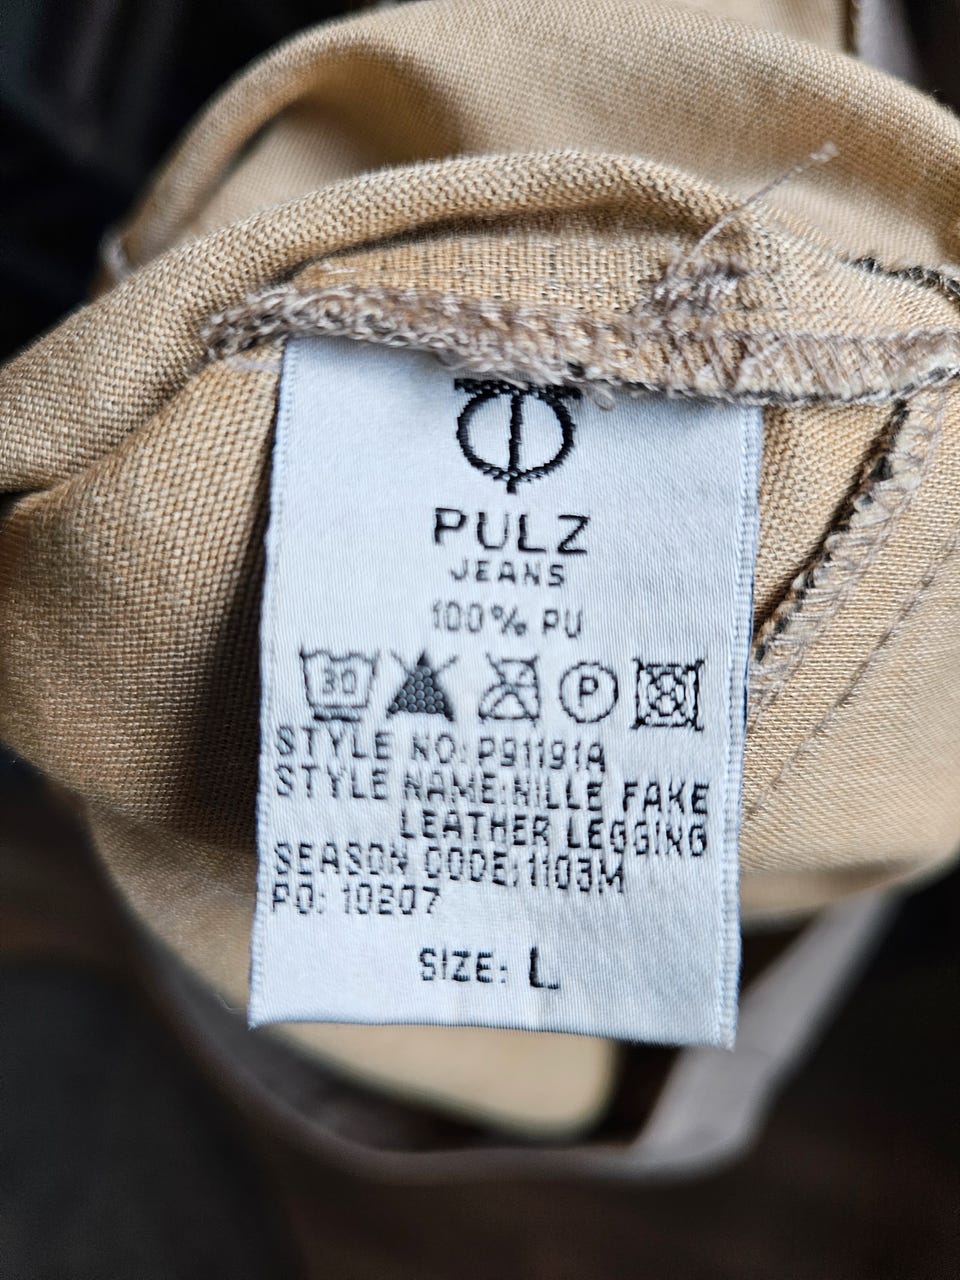 PULZ
JEANS
100% PU
30 P
STYLE NO: P91191A
STYLE NAME: NILLE FAKE
LEATHER LEGGING
SEASON CODE: 1103M
PO: 10807
SIZE: L